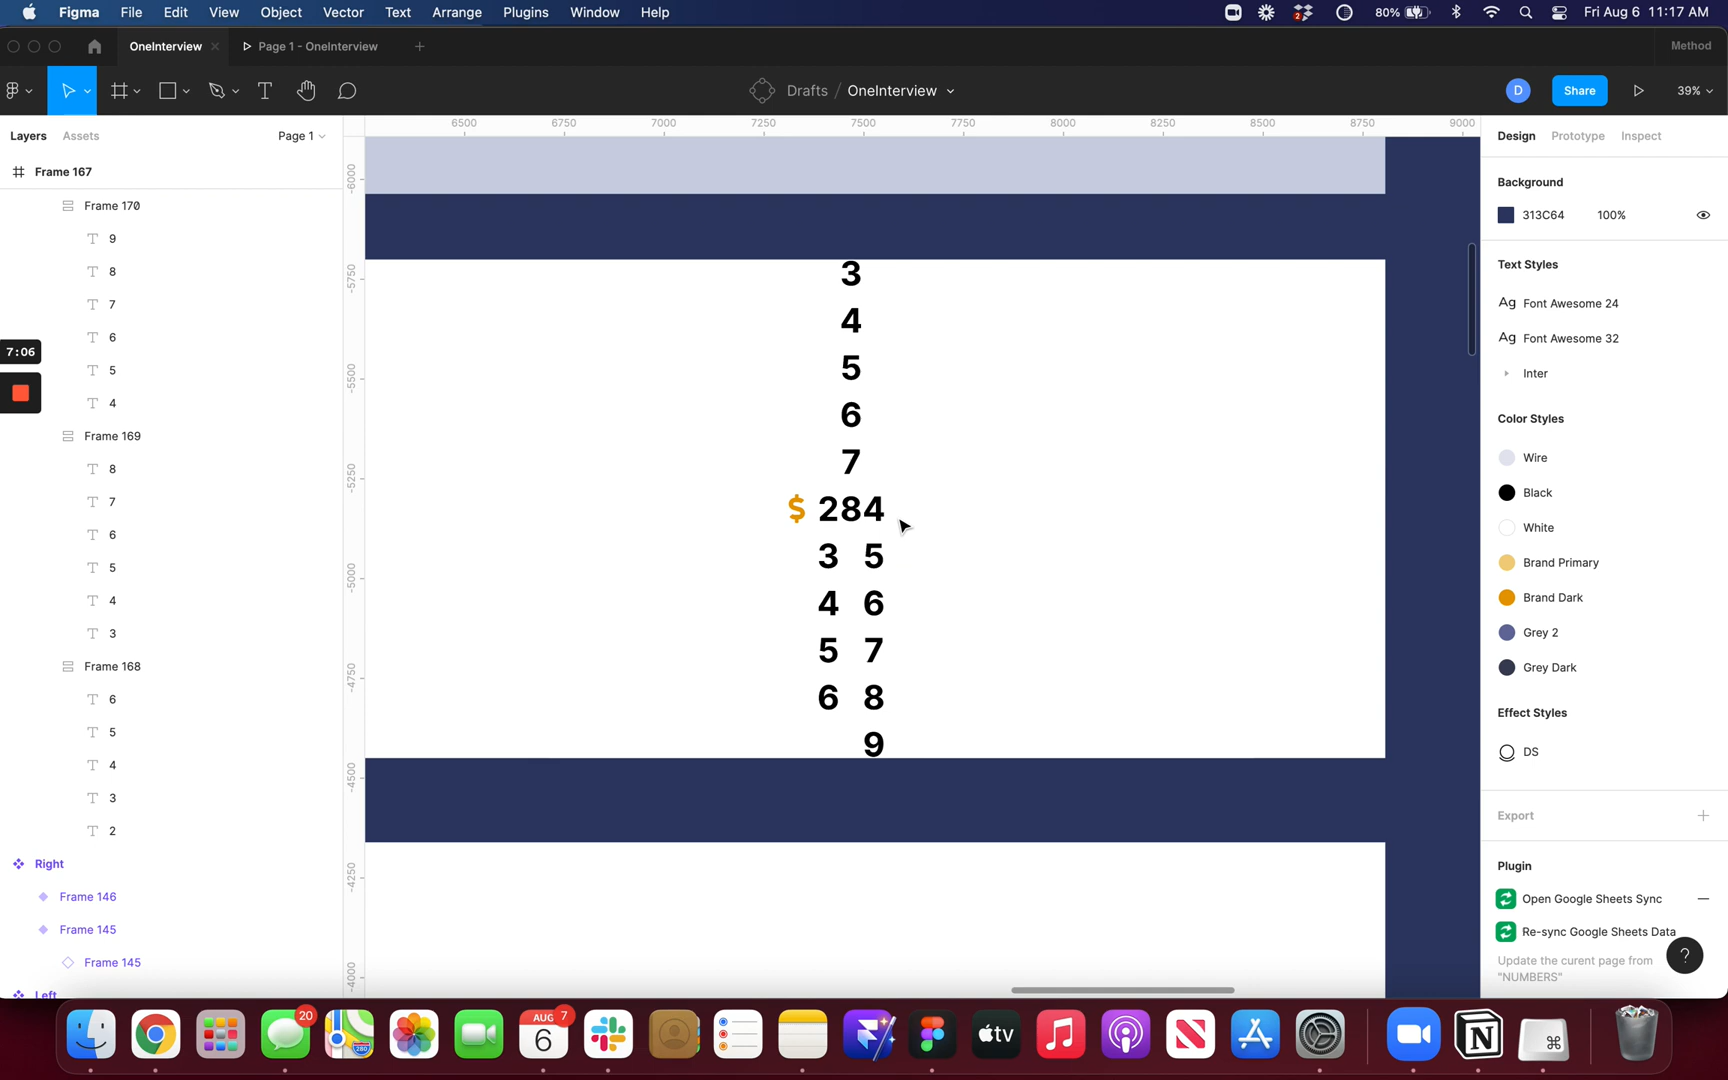 Figma File Edit View Object Vector Text Arrange Plugins Window Help 2 80% Fri Aug 6 11:17 AM
OneInterview Page 1 - OneInterview Method
Drafts / OneInterview D Share 39%
Layers Assets Page 1
Frame 167
Frame 170
9
8
7
6
5
4
Frame 169
8
7
6
5
4
3
Frame 168
6
5
4
3
2
Right
Frame 146
Frame 145
Frame 145
Left
7:06
6500 6750 7000 7250 7500 7750 8000 8250 8500 8750 9000
-6000
-5750
-5500
-5250
-5000
-4750
-4500
-4250
-4000
3
4
5
6
7
$ 284
3 5
4 6
5 7
6 8
9
Design Prototype Inspect
Background
313C64 100%
Text Styles
Ag Font Awesome 24
Ag Font Awesome 32
Inter
Color Styles
Wire
Black
White
Brand Primary
Brand Dark
Grey 2
Grey Dark
Effect Styles
DS
Export
Plugin
Open Google Sheets Sync
Re-sync Google Sheets Data
Update the curent page from
"NUMBERS"
?
20 280 AUG 6 7 tv N N ⌘